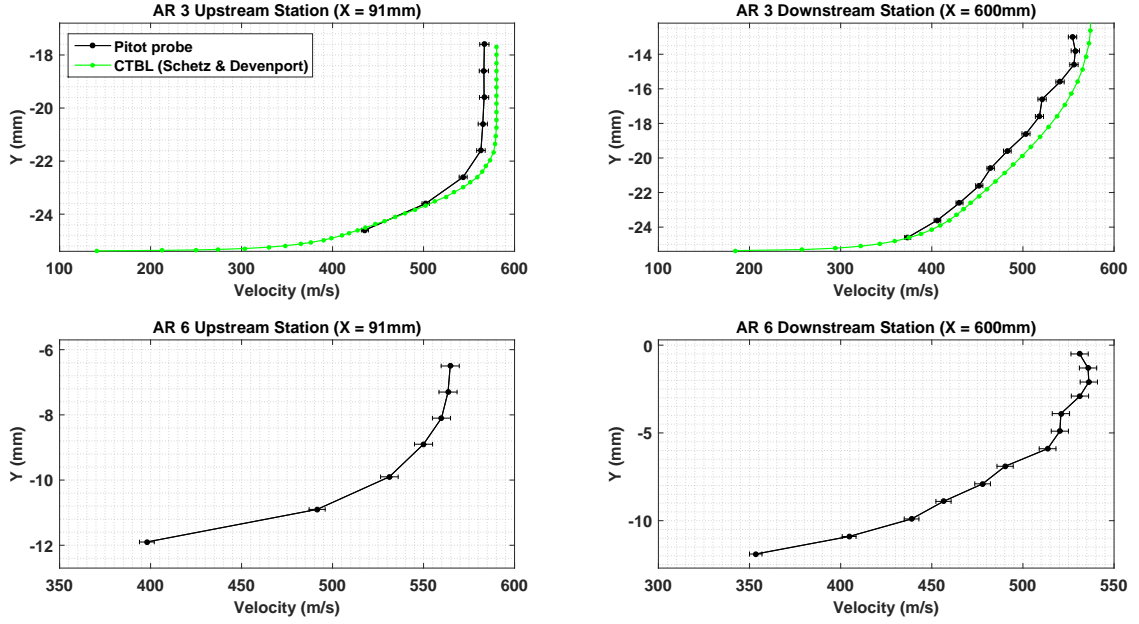 AR 3 Upstream Station (X = 91mm)
Pitot probe
CTBL (Schetz & Devenport)
-18
-20
-22
-24
Y (mm)
100 200 300 400 500 600
Velocity (m/s)
AR 3 Downstream Station (X = 600mm)
-14
-16
-18
-20
-22
-24
Y (mm)
100 200 300 400 500 600
Velocity (m/s)
AR 6 Upstream Station (X = 91mm)
-6
-8
-10
-12
Y (mm)
350 400 450 500 550 600
Velocity (m/s)
AR 6 Downstream Station (X = 600mm)
0
-5
-10
Y (mm)
300 350 400 450 500 550
Velocity (m/s)